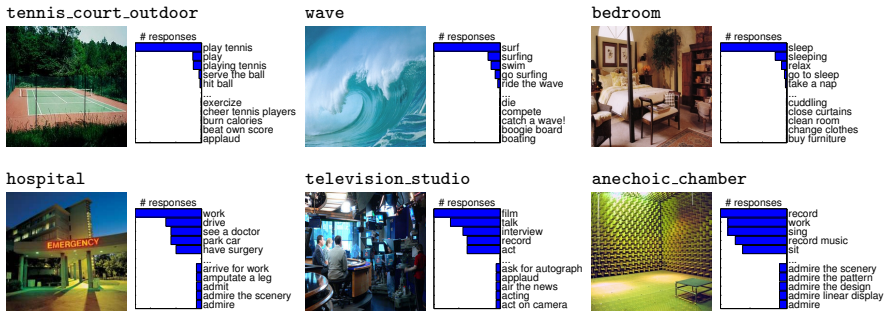 tennis_court_outdoor
# responses
play tennis
play
playing tennis
serve the ball
hit ball
...
exercize
cheer tennis players
burn calories
beat own score
applaud
wave
# responses
surf
surfing
swim
go surfing
ride the wave
...
die
compete
catch a wave!
boogie board
boating
bedroom
# responses
sleep
sleeping
relax
go to sleep
take a nap
...
cuddling
close curtains
clean room
change clothes
buy furniture
hospital
EMERGENCY
# responses
work
drive
see a doctor
park car
have surgery
...
arrive for work
amputate a leg
admit
admire the scenery
admire
television_studio
# responses
film
talk
interview
record
act
...
ask for autograph
applaud
air the news
acting
act on camera
anechoic_chamber
# responses
record
work
sing
record music
sit
...
admire the scenery
admire the pattern
admire the design
admire linear display
admire